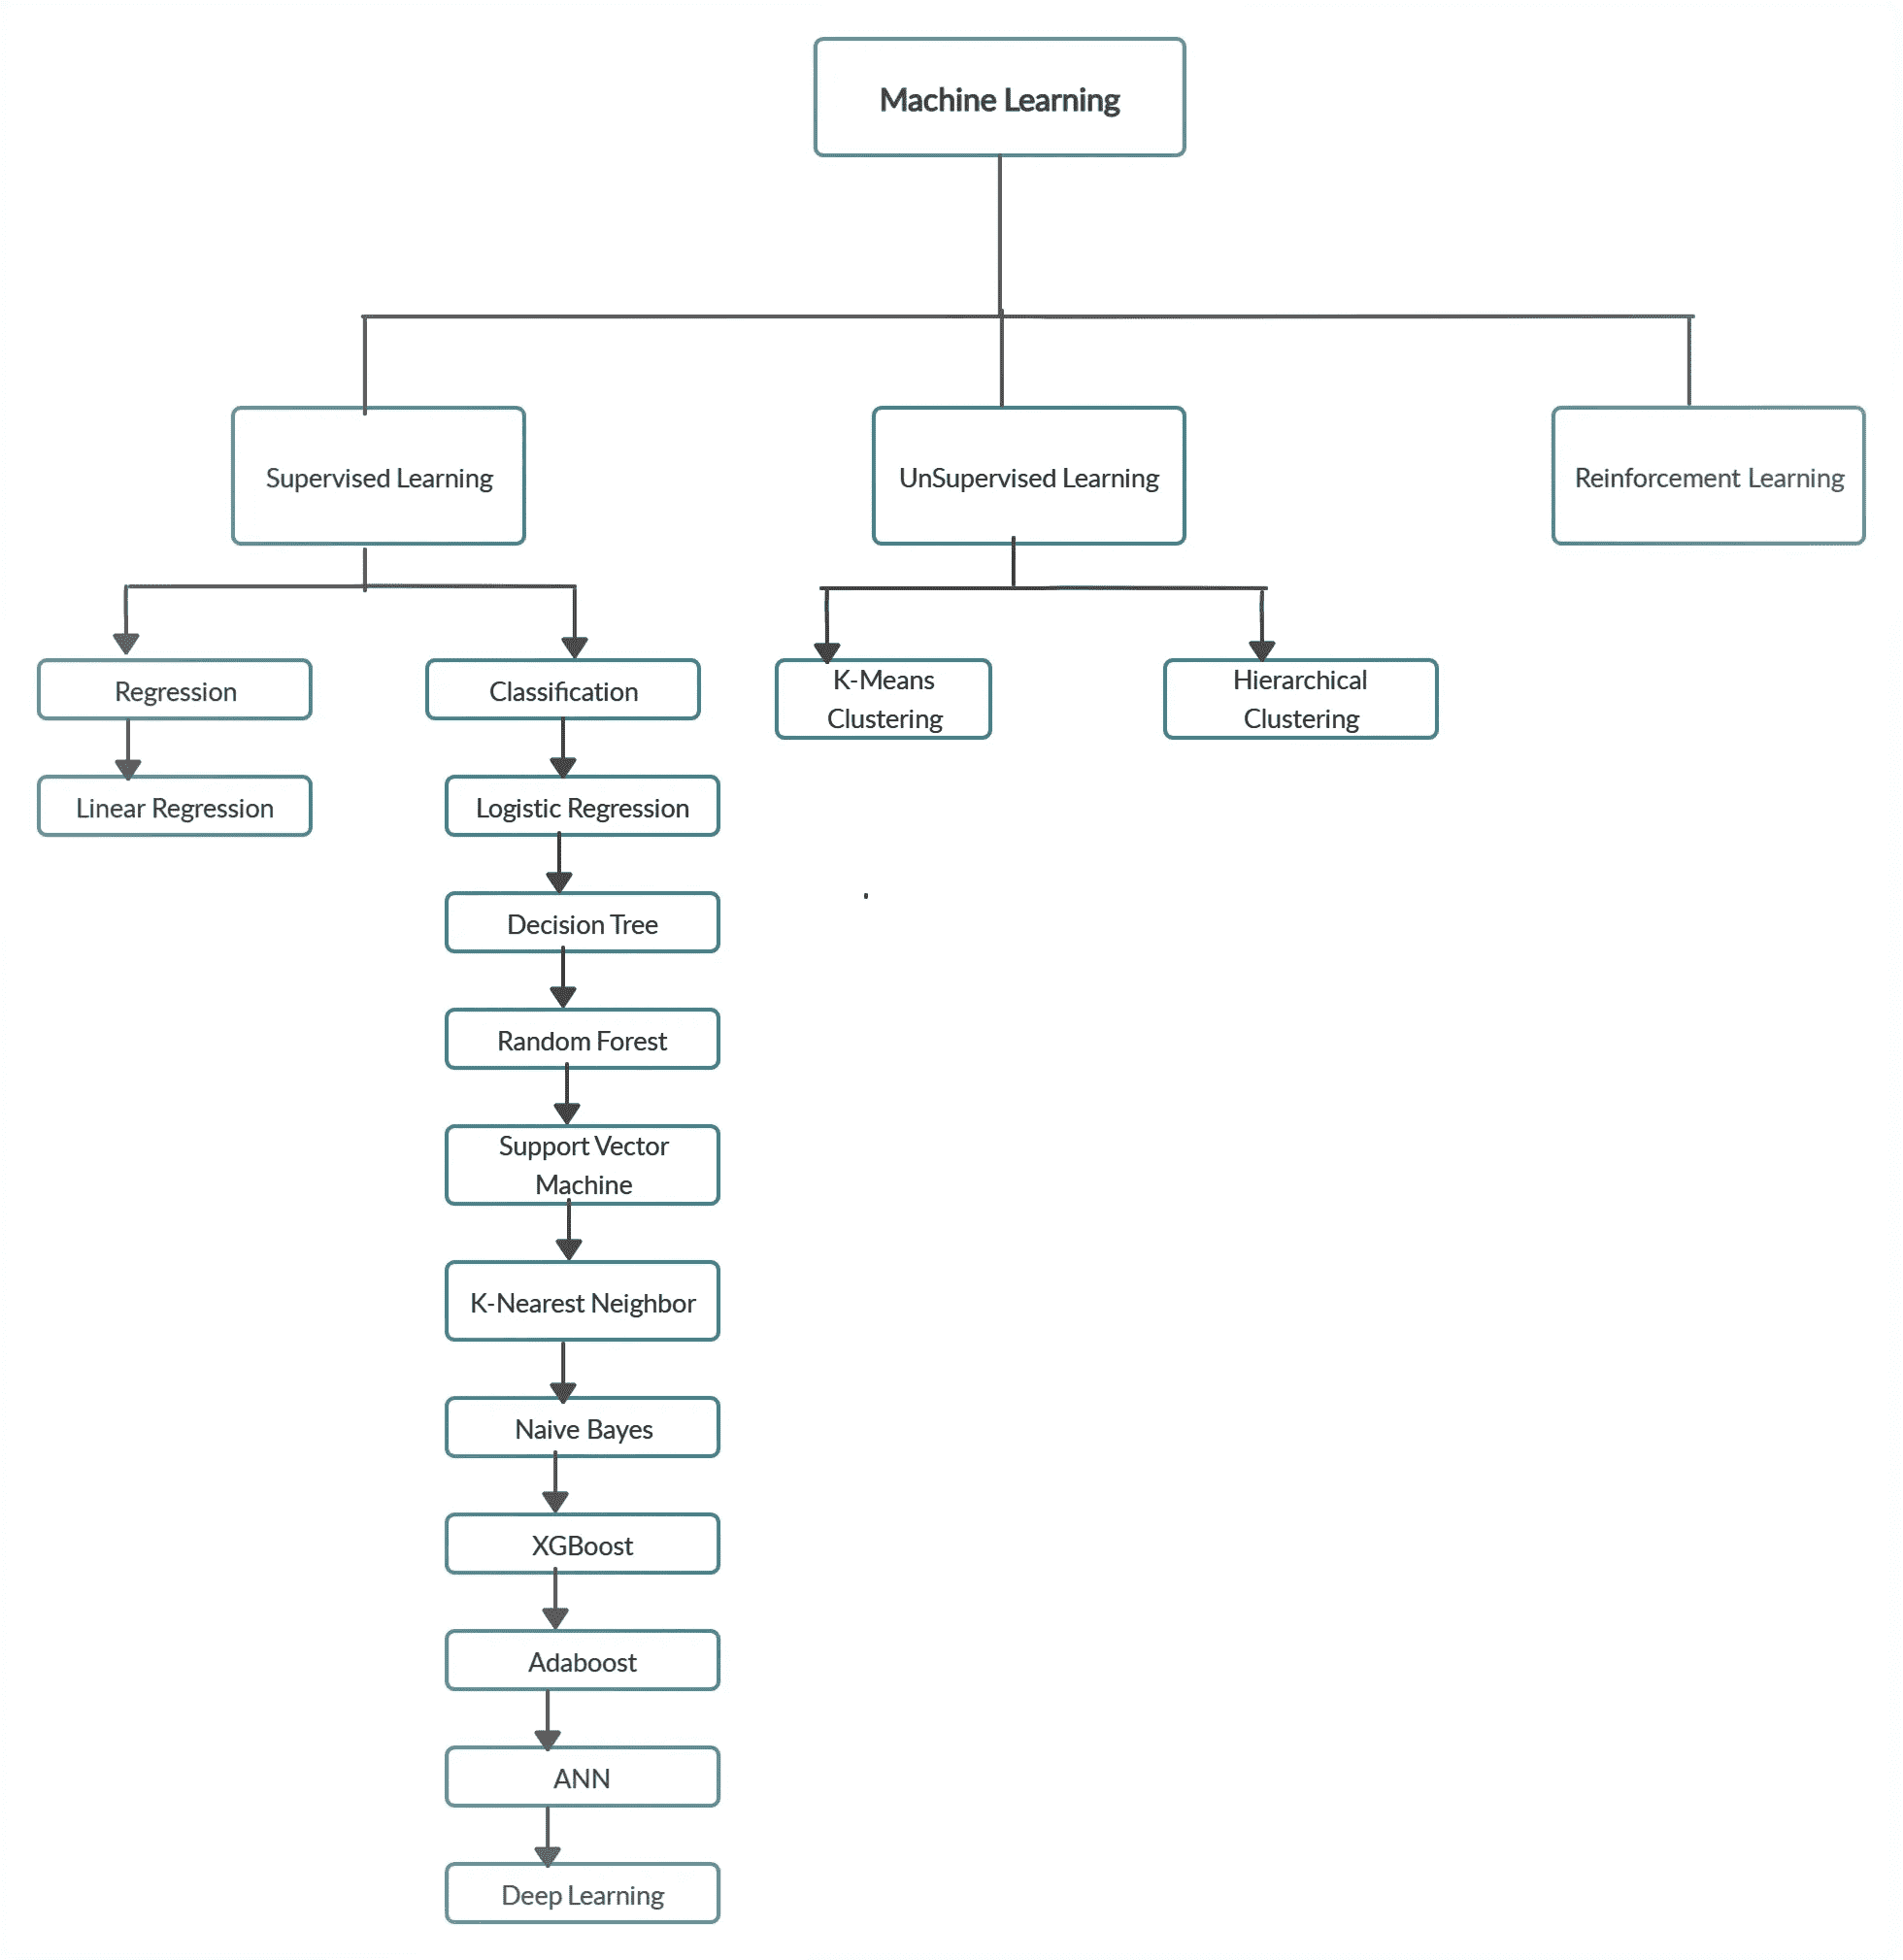 Machine Learning
Supervised Learning
UnSupervised Learning
Reinforcement Learning
Regression
Classification
K-Means
Clustering
Hierarchical
Clustering
Linear Regression
Logistic Regression
Decision Tree
Random Forest
Support Vector
Machine
K-Nearest Neighbor
Naive Bayes
XGBoost
Adaboost
ANN
Deep Learning